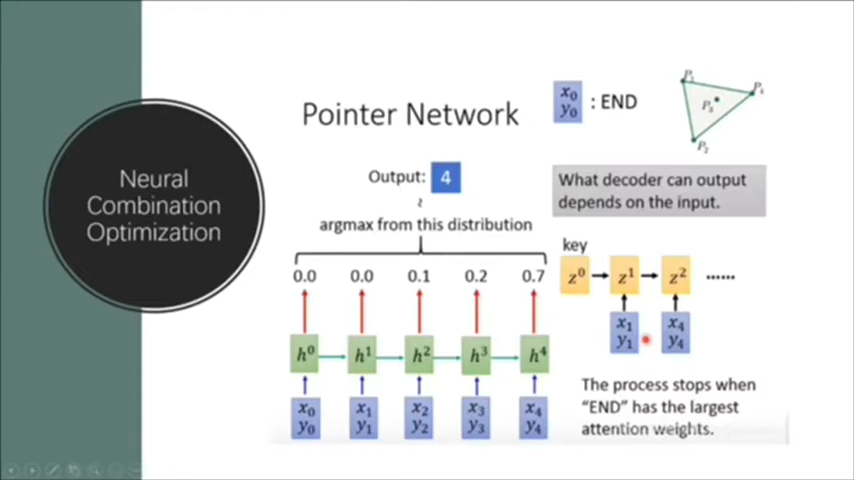 Neural
Combination
Optimization
Pointer Network
x₀
y₀
: END
P₁
P₄
P₃
P₂
Output: 4
~
argmax from this distribution
0.0 0.0 0.1 0.2 0.7
h⁰ h¹ h² h³ h⁴
x₀ x₁ x₂ x₃ x₄
y₀ y₁ y₂ y₃ y₄
What decoder can output
depends on the input.
key
z⁰ z¹ z² ......
x₁ x₄
y₁ y₄
The process stops when
“END” has the largest
attention weights.